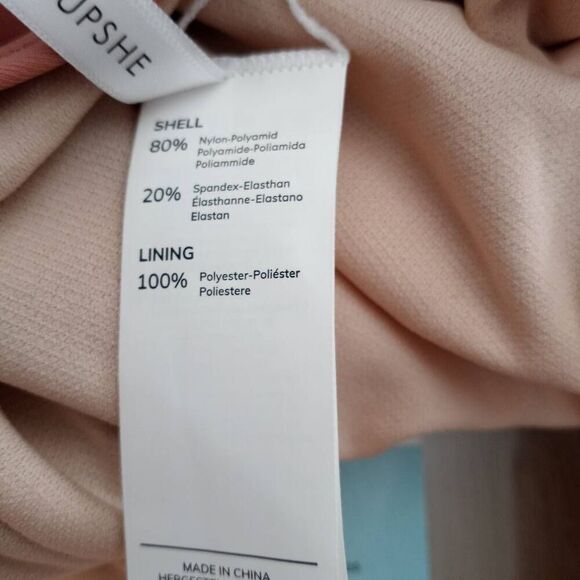 UPSHE
SHELL
80% Nylon-Polyamid
Polyamide-Poliamida
Poliammide
20% Spandex-Elasthan
Élasthanne-Elastano
Elastan
LINING
100% Polyester-Poliéster
Poliestere
MADE IN CHINA